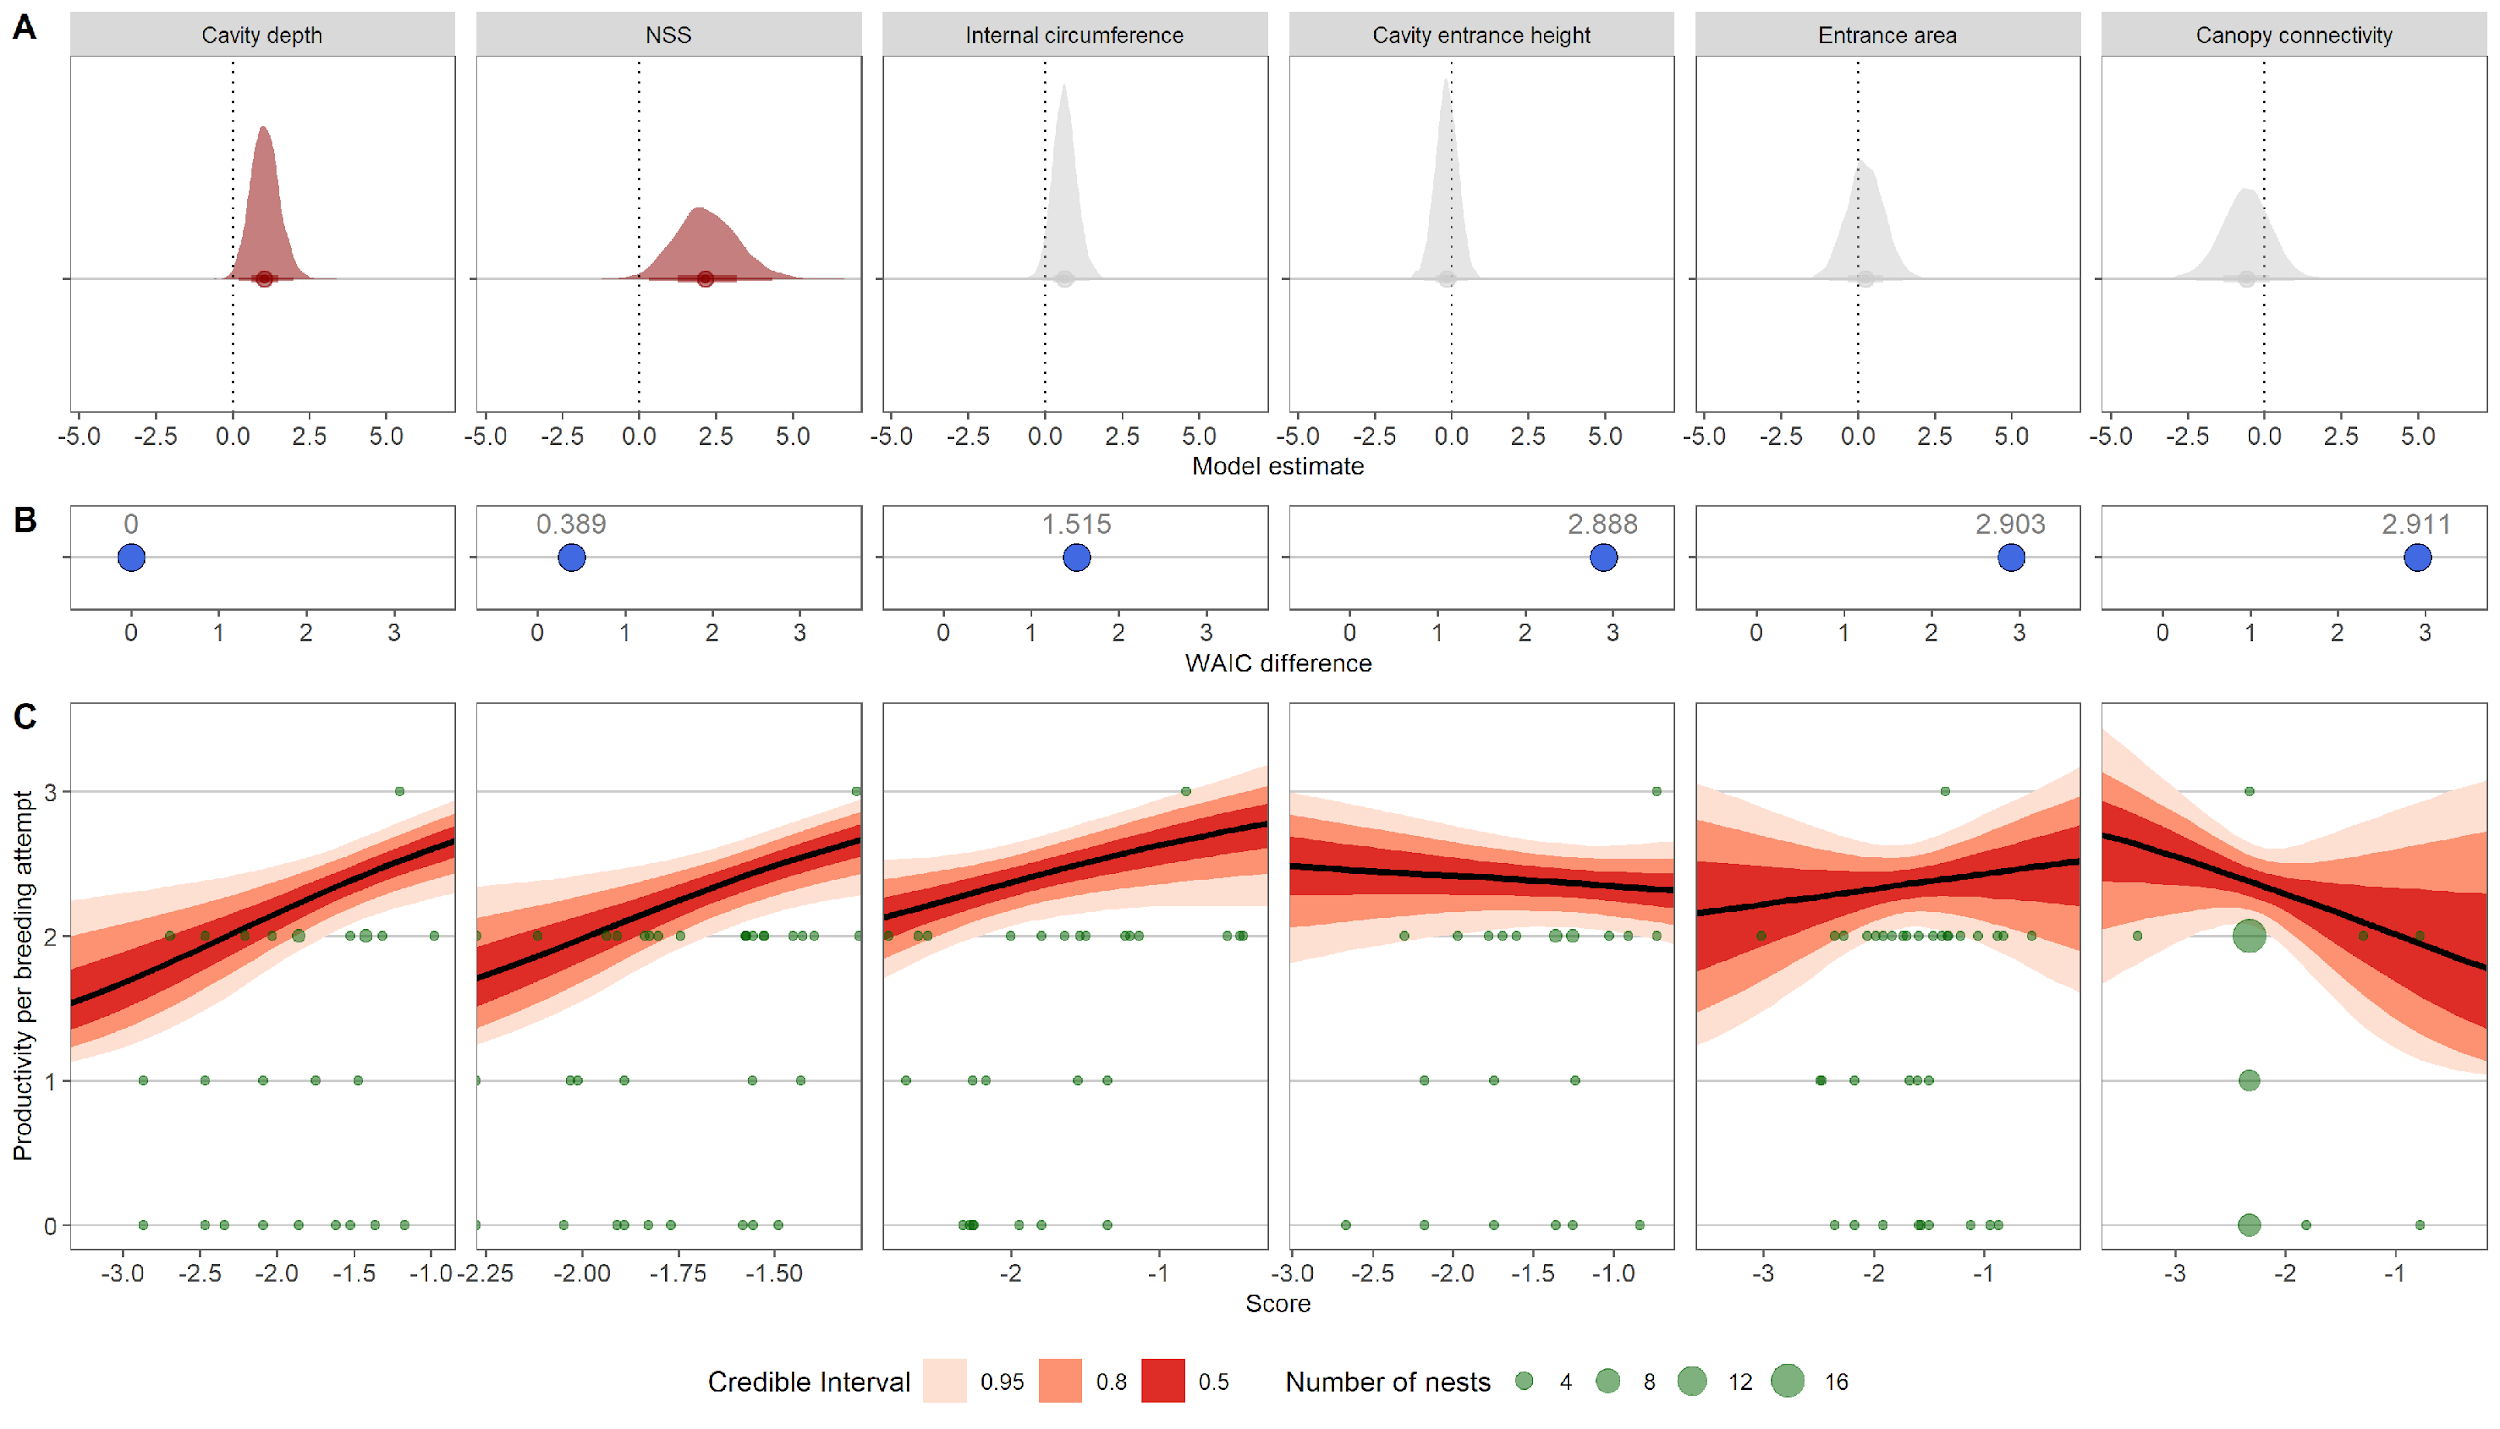 A
Cavity depth NSS Internal circumference Cavity entrance height Entrance area Canopy connectivity
-5.0 -2.5 0.0 2.5 5.0 -5.0 -2.5 0.0 2.5 5.0 -5.0 -2.5 0.0 2.5 5.0 -5.0 -2.5 0.0 2.5 5.0 -5.0 -2.5 0.0 2.5 5.0 -5.0 -2.5 0.0 2.5 5.0
Model estimate
B
0 0.389 1.515 2.888 2.903 2.911
0 1 2 3 0 1 2 3 0 1 2 3 0 1 2 3 0 1 2 3 0 1 2 3
WAIC difference
C
Productivity per breeding attempt
3
2
1
0
-3.0 -2.5 -2.0 -1.5 -1.0 -2.25 -2.00 -1.75 -1.50 -2 -1 -3.0 -2.5 -2.0 -1.5 -1.0 -3 -2 -1 -3 -2 -1
Score
Credible Interval 0.95 0.8 0.5 Number of nests 4 8 12 16